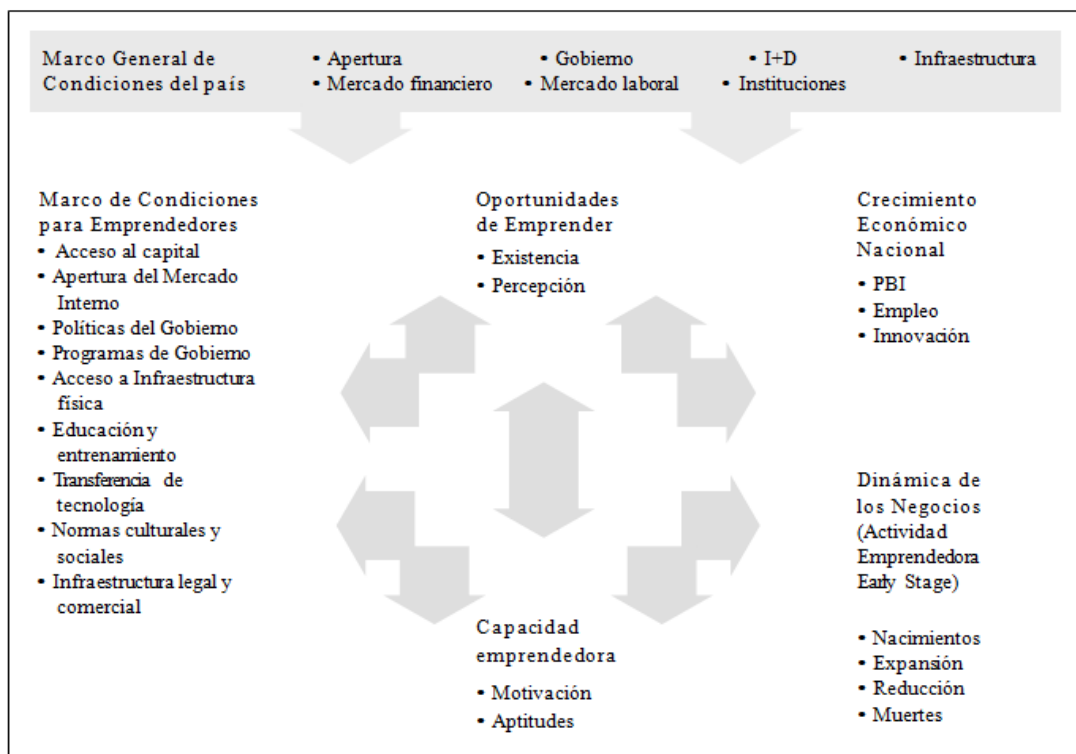 Marco General de
Condiciones del país
• Apertura
• Mercado financiero
• Gobierno
• Mercado laboral
• I+D
• Instituciones
• Infraestructura
Marco de Condiciones
para Emprendedores
• Acceso al capital
• Apertura del Mercado
Interno
• Políticas del Gobierno
• Programas de Gobierno
• Acceso a Infraestructura
física
• Educación y
entrenamiento
• Transferencia de
tecnología
• Normas culturales y
sociales
• Infraestructura legal y
comercial
Oportunidades
de Emprender
• Existencia
• Percepción
Capacidad
emprendedora
• Motivación
• Aptitudes
Crecimiento
Económico
Nacional
• PBI
• Empleo
• Innovación
Dinámica de
los Negocios
(Actividad
Emprendedora
Early Stage)
• Nacimientos
• Expansión
• Reducción
• Muertes